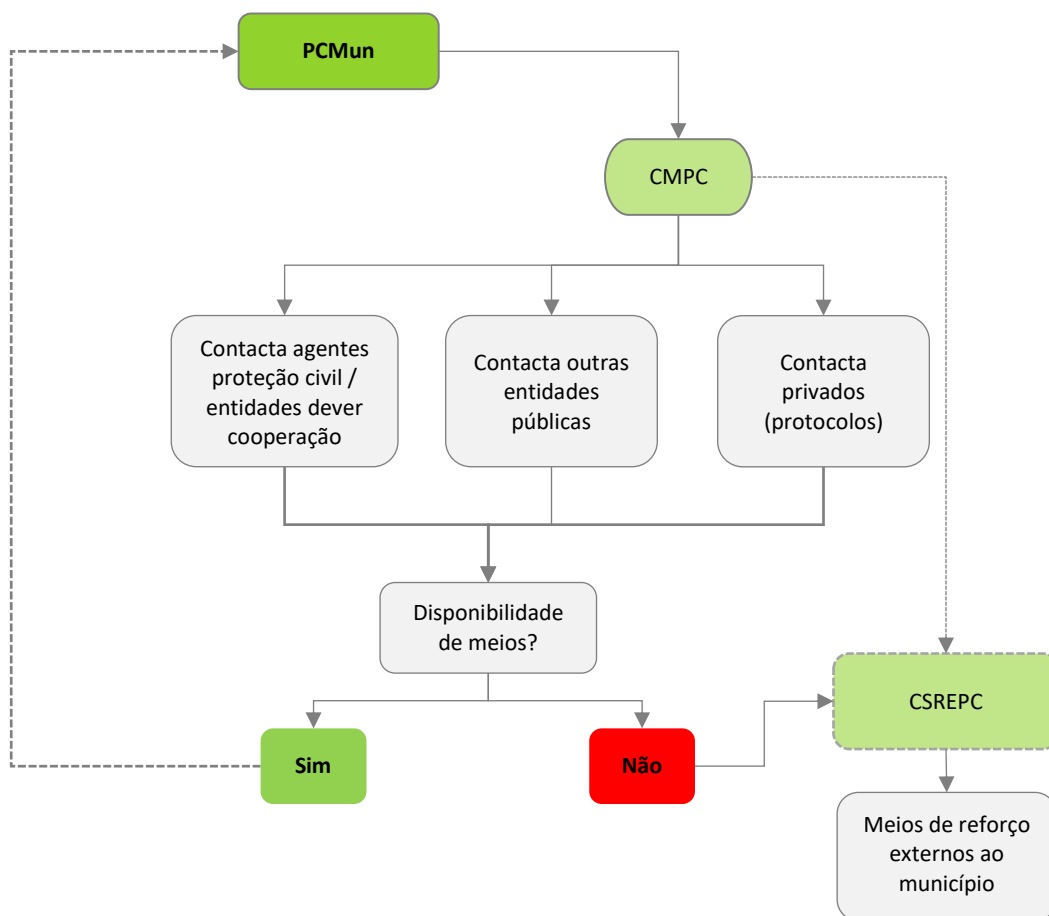 PCMun
CMPC
Contacta agentes
proteção civil /
entidades dever
cooperação
Contacta outras
entidades
públicas
Contacta
privados
(protocolos)
Disponibilidade
de meios?
CSREPC
Sim
Não
Meios de reforço
externos ao
município